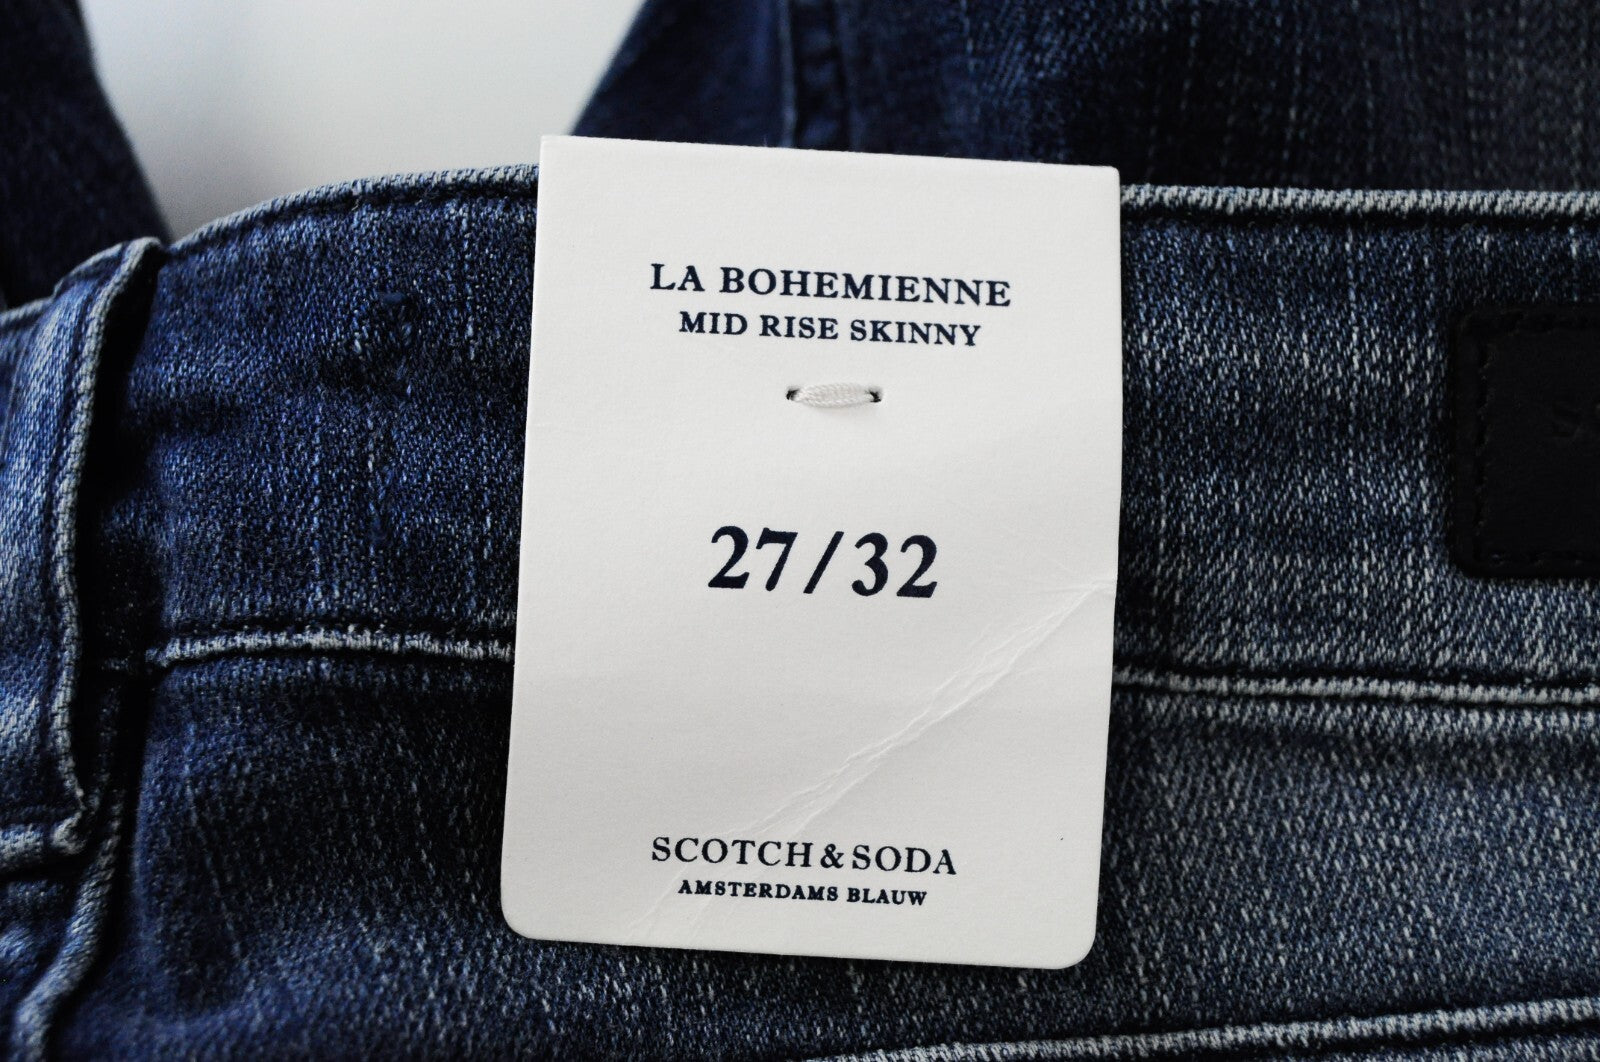 LA BOHEMIENNE
MID RISE SKINNY
27/32
SCOTCH & SODA
AMSTERDAMS BLAUW